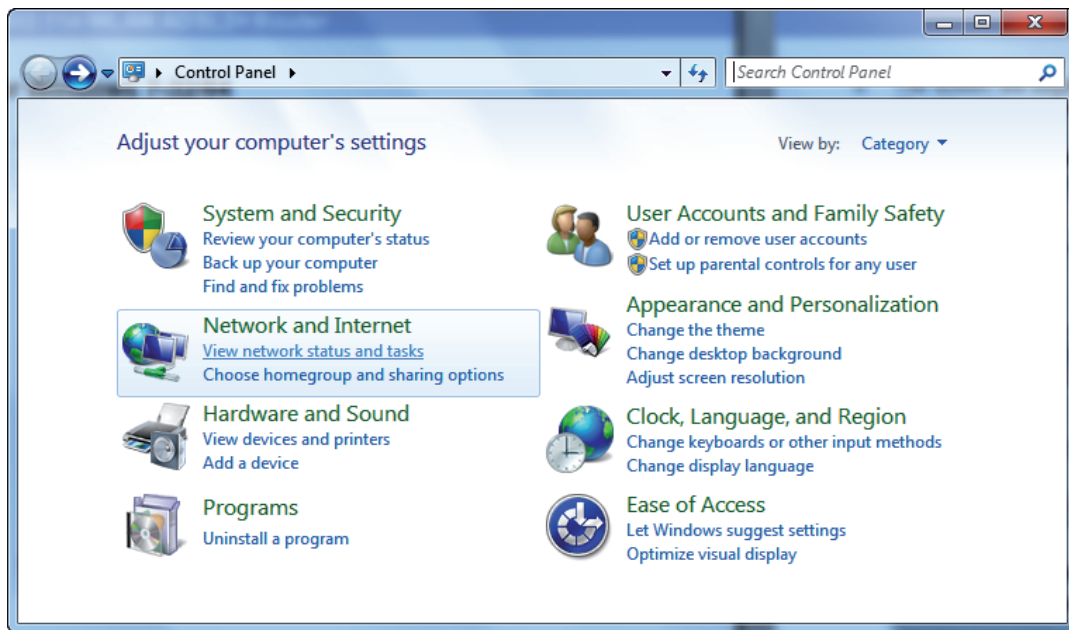 Control Panel
Search Control Panel
Adjust your computer's settings
View by: Category
System and Security
Review your computer's status
Back up your computer
Find and fix problems
Network and Internet
View network status and tasks
Choose homegroup and sharing options
Hardware and Sound
View devices and printers
Add a device
Programs
Uninstall a program
User Accounts and Family Safety
Add or remove user accounts
Set up parental controls for any user
Appearance and Personalization
Change the theme
Change desktop background
Adjust screen resolution
Clock, Language, and Region
Change keyboards or other input methods
Change display language
Ease of Access
Let Windows suggest settings
Optimize visual display